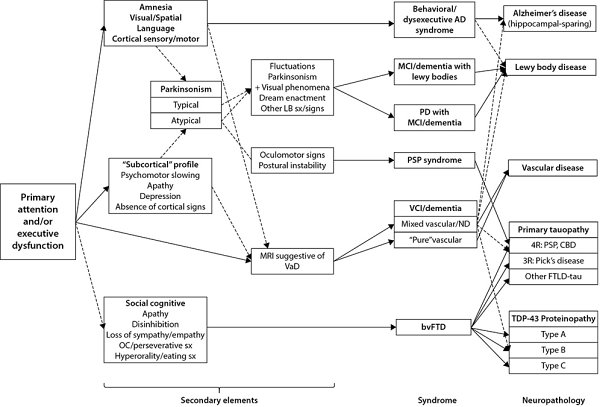 Primary
attention
and/or
executive
dysfunction
Amnesia
Visual/Spatial
Language
Cortical sensory/motor
Parkinsonism
Typical
Atypical
"Subcortical" profile
Psychomotor slowing
Apathy
Depression
Absence of cortical signs
Social cognitive
Apathy
Disinhibition
Loss of sympathy/empathy
OC/perseverative sx
Hyperorality/eating sx
Fluctuations
Parkinsonism
+ Visual phenomena
Dream enactment
Other LB sx/signs
Oculomotor signs
Postural instability
MRI suggestive of
VaD
Behavioral/
dysexecutive AD
syndrome
MCI/dementia with
lewy bodies
PD with
MCI/dementia
PSP syndrome
VCI/dementia
Mixed vascular/ND
"Pure"vascular
bvFTD
Alzheimer's disease
(hippocampal-sparing)
Lewy body disease
Vascular disease
Primary tauopathy
4R: PSP, CBD
3R: Pick's disease
Other FTLD-tau
TDP-43 Proteinopathy
Type A
Type B
Type C
Secondary elements
Syndrome
Neuropathology